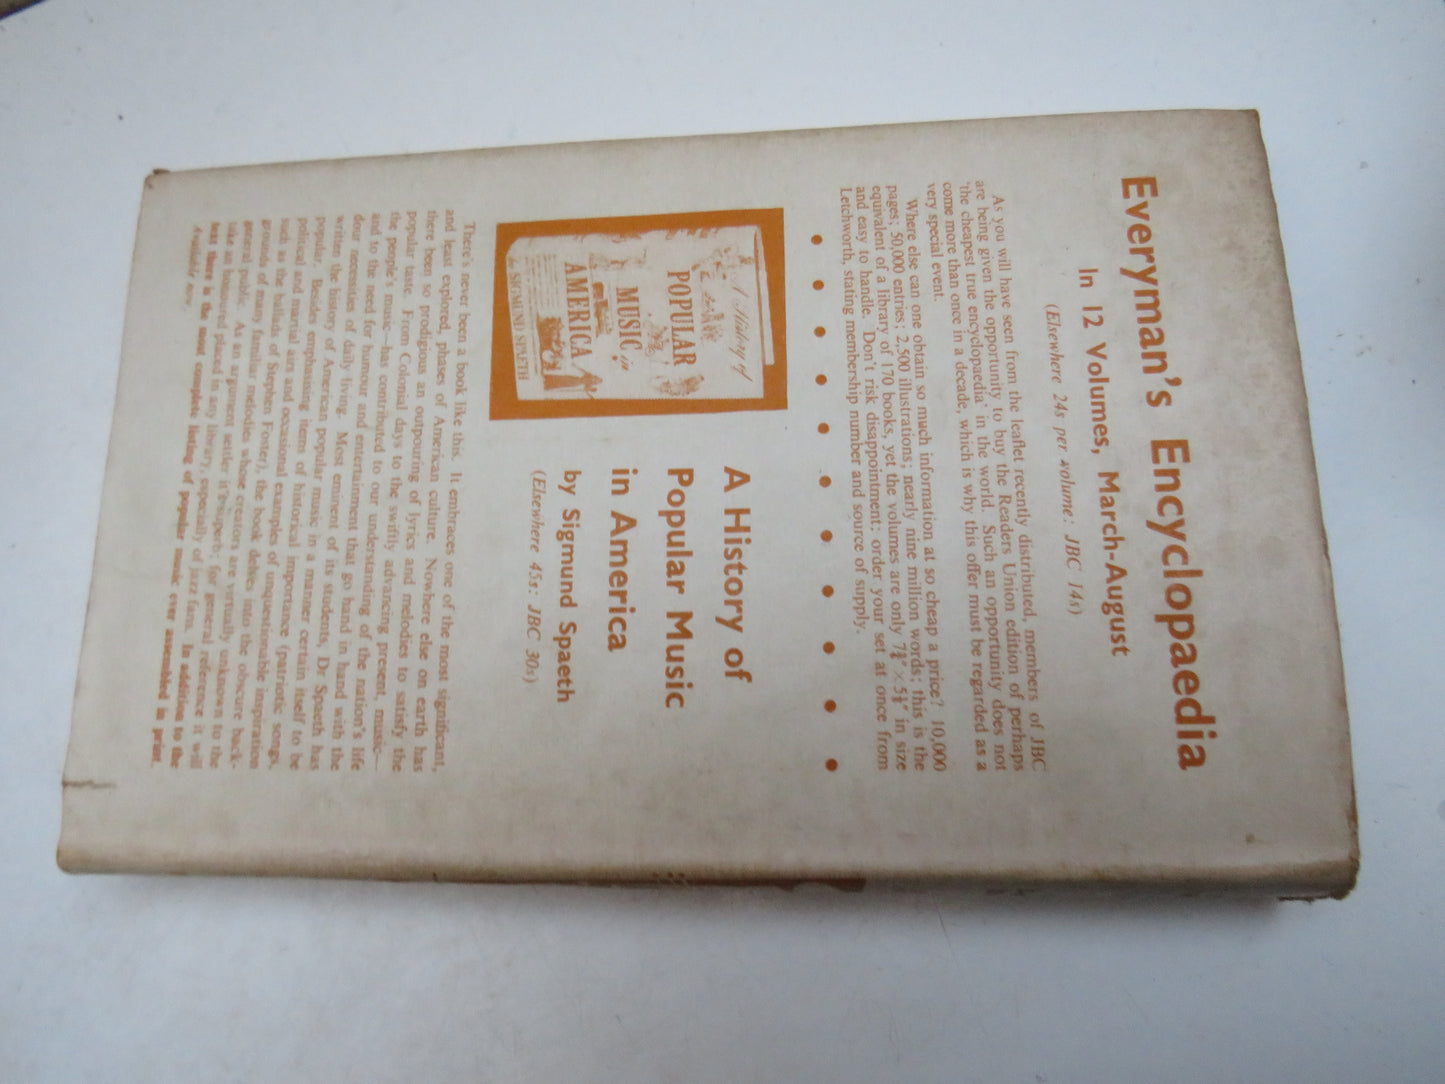 Everyman's Encyclopaedia
In 12 Volumes, March-August
(Elsewhere 24s per volume: JBC 14s)
As you will have seen from the leaflet recently distributed, members of JBC
are being given the opportunity to buy the Readers Union edition of perhaps
'the cheapest true encyclopaedia' in the world. Such an opportunity does not
come more than once in a decade, which is why this offer must be regarded as a
very special event.
Where else can one obtain so much information at so cheap a price? 10,000
pages; 50,000 entries; 2,500 illustrations; nearly nine million words; this is the
equivalent of a library of 170 books, yet the volumes are only in size
and easy to handle. Don't risk disappointment: order your set at once from
Letchworth, stating membership number and source of supply.
A History of
POPULAR
MUSIC in
AMERICA
SIGMUND SPAETH
A History of
Popular Music
in America
by Sigmund Spaeth
(Elsewhere 45s: JBC 30s)
There's never been a book like this. It embraces one of the most significant,
and least explored, phases of American culture. Nowhere else on earth has
there been so prodigious an outpouring of lyrics and melodies to satisfy the
popular taste. From Colonial days to the swiftly advancing present, music—
the people's music—has contributed to our understanding of the nation's life
and to the need for humour and entertainment that go hand in hand with the
dour necessities of daily living. Most eminent of its students, Dr Spaeth has
written the history of American popular music in a manner certain itself to be
popular. Besides emphasising items of historical importance (patriotic songs,
political and martial airs and occasional examples of unquestionable inspiration
such as the ballads of Stephen Foster), the book delves into the obscure back-
grounds of many familiar melodies whose creators are virtually unknown to the
general public. As an argument settler it is superb; for general reference it will
take an honoured placed in any library, especially of jazz fans. In addition to the
text there is the most complete listing of popular music ever assembled in print.
Available now.